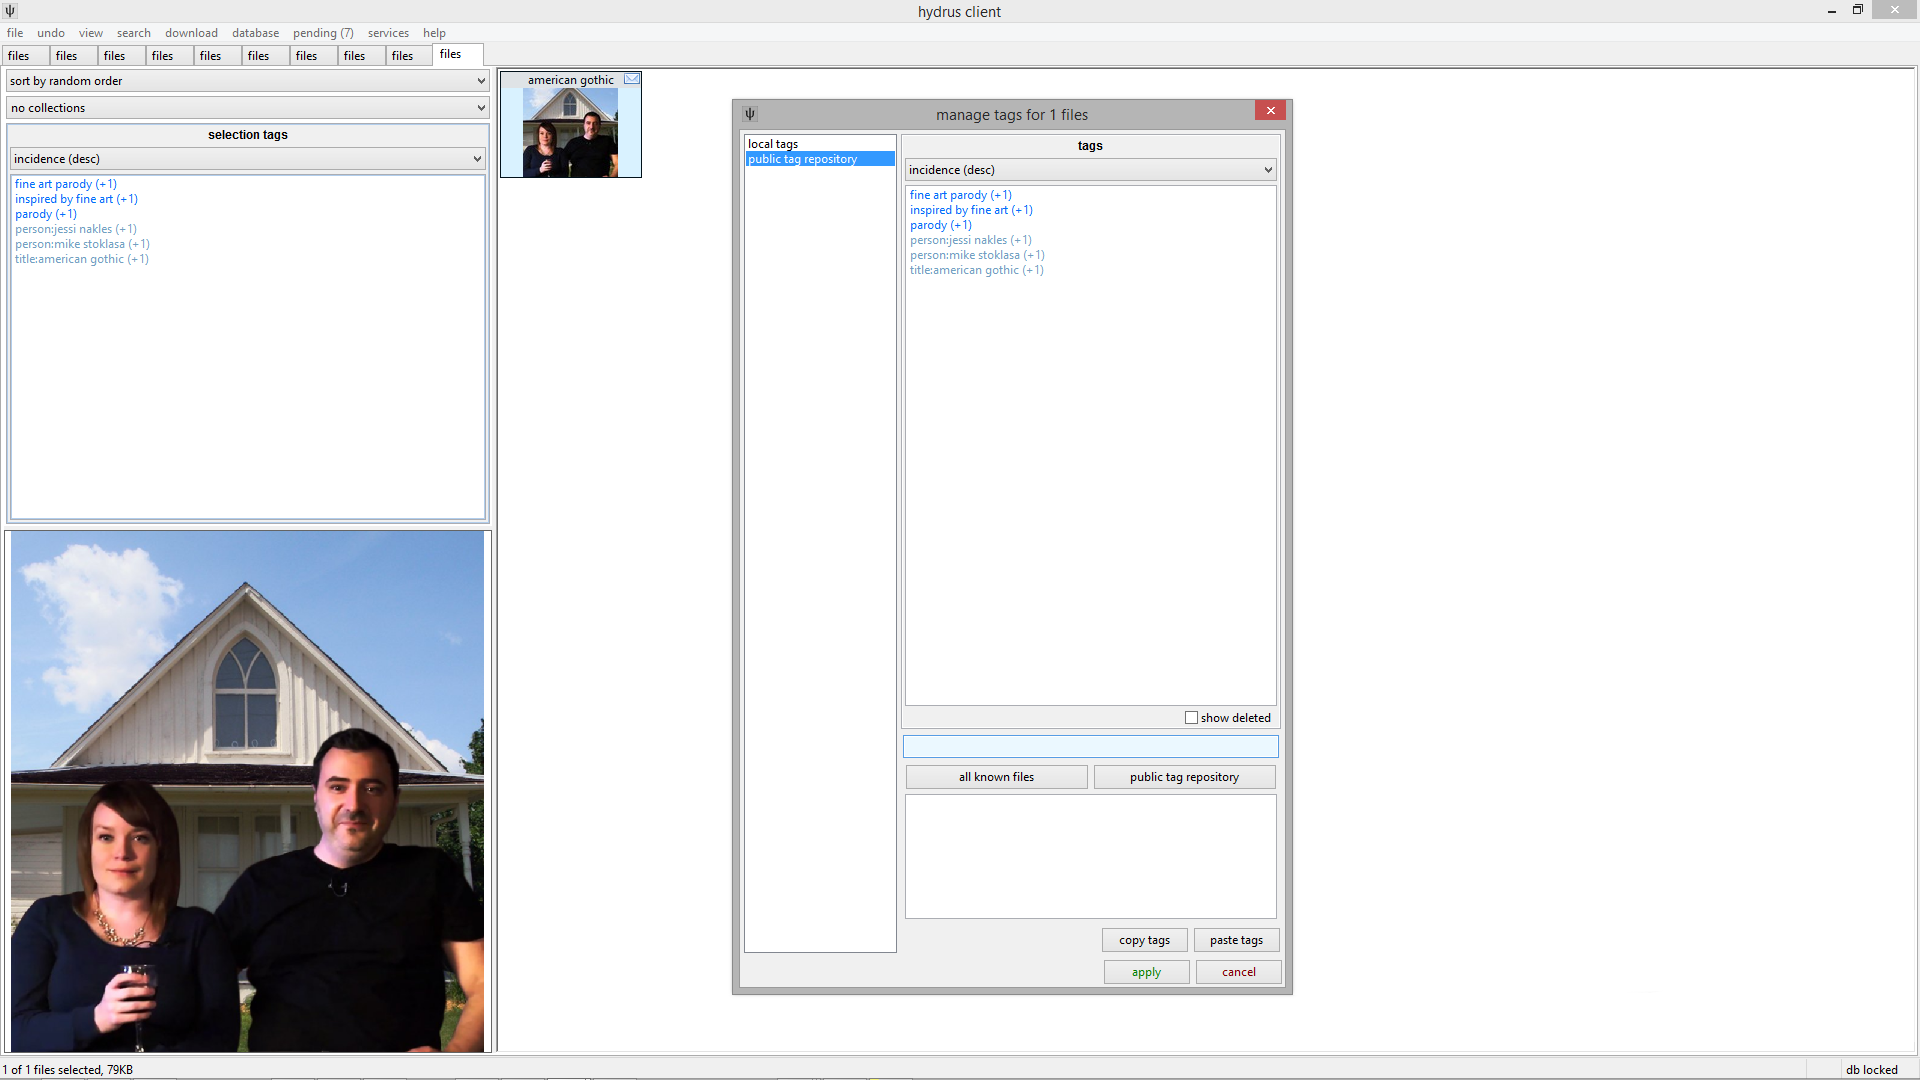 hydrus client
file undo view search download database pending (7) services help
files files files files files files files files files files
sort by random order
no collections
selection tags
incidence (desc)
fine art parody (+1)
inspired by fine art (+1)
parody (+1)
person:jessi nakles (+1)
person:mike stoklasa (+1)
title:american gothic (+1)
american gothic
manage tags for 1 files
local tags
public tag repository
tags
incidence (desc)
fine art parody (+1)
inspired by fine art (+1)
parody (+1)
person:jessi nakles (+1)
person:mike stoklasa (+1)
title:american gothic (+1)
show deleted
all known files public tag repository
copy tags paste tags
apply cancel
1 of 1 files selected, 79KB
db locked